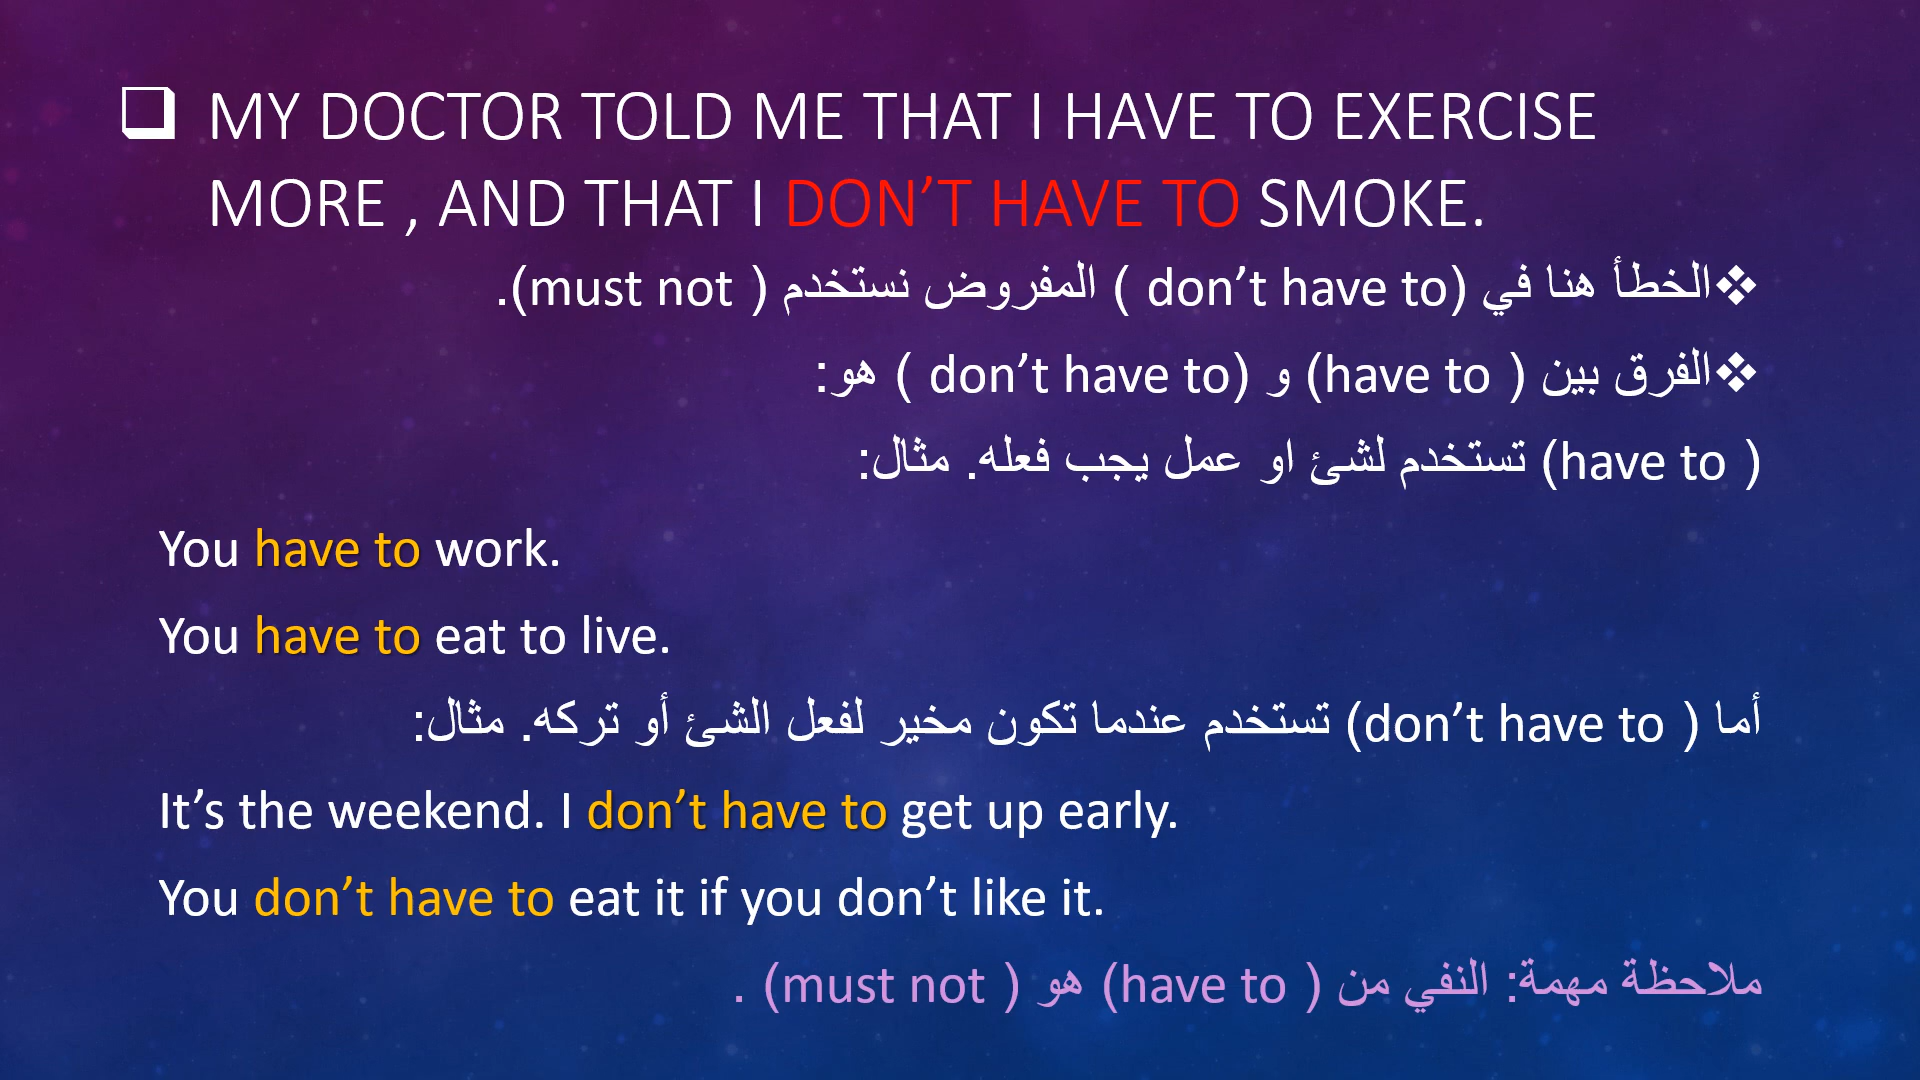 MY DOCTOR TOLD ME THAT I HAVE TO EXERCISE
MORE , AND THAT I DON’T HAVE TO SMOKE.
❖الخطأ هنا في (don’t have to ) المفروض نستخدم ( must not).
❖الفرق بين ( have to) و (don’t have to ) هو:
( have to) تستخدم لشئ او عمل يجب فعله. مثال:
You have to work.
You have to eat to live.
أما ( don’t have to) تستخدم عندما تكون مخير لفعل الشئ أو تركه. مثال:
It’s the weekend. I don’t have to get up early.
You don’t have to eat it if you don’t like it.
ملاحظة مهمة: النفي من ( have to) هو ( must not) .